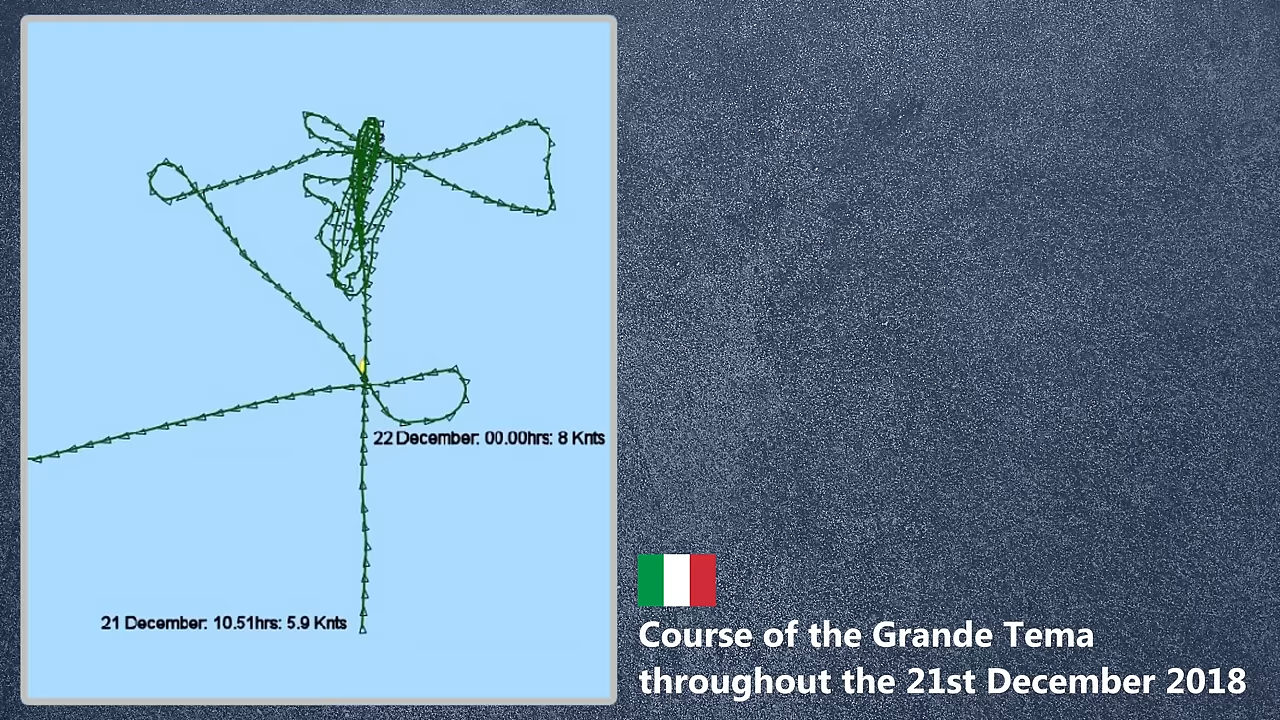 22 December: 00.00hrs: 8 Knts
21 December: 10.51hrs: 5.9 Knts
Course of the Grande Tema
throughout the 21st December 2018